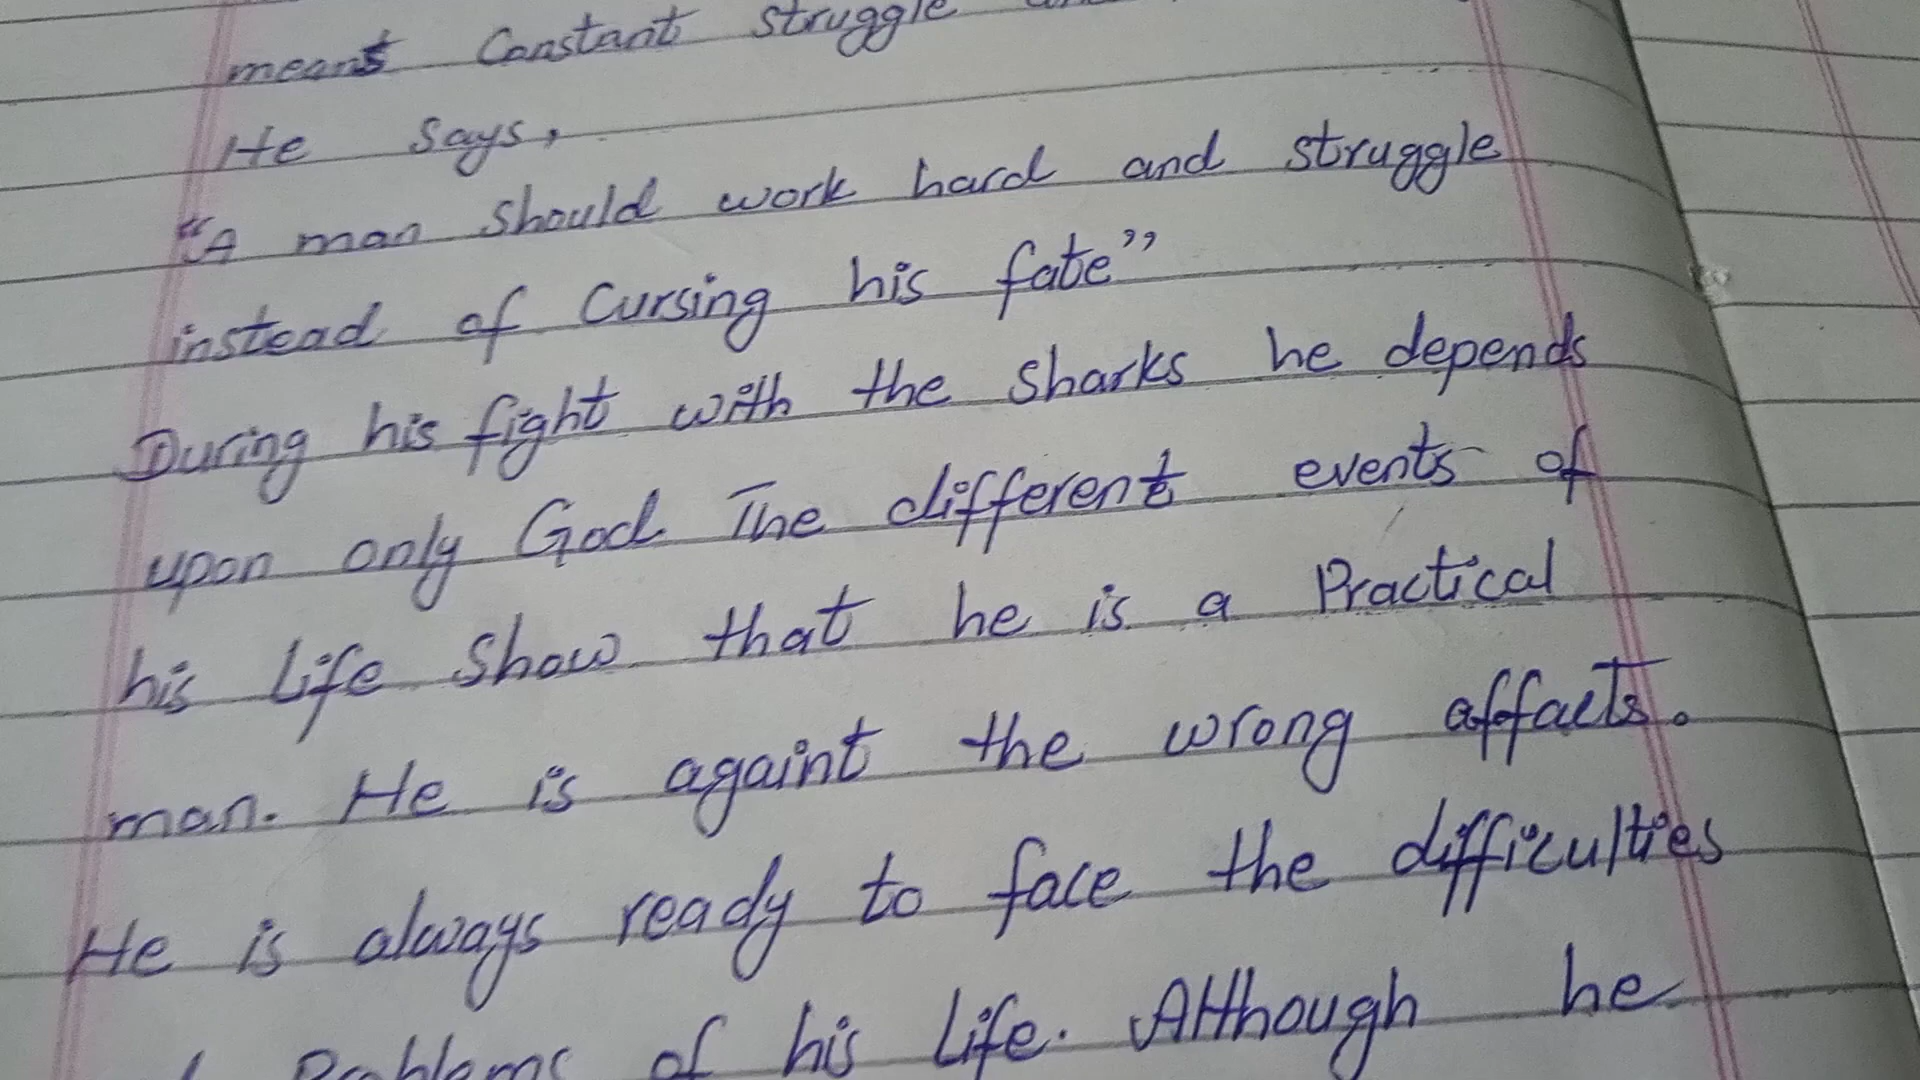 means Constant struggle
He says,
"A man should work hard and struggle
instead of Cursing his fate"
During his fight with the sharks he depends
upon only God The different events of
his life show that he is a Practical
man. He is againt the wrong affacts.
He is always ready to face the difficulties
of his life. Although he